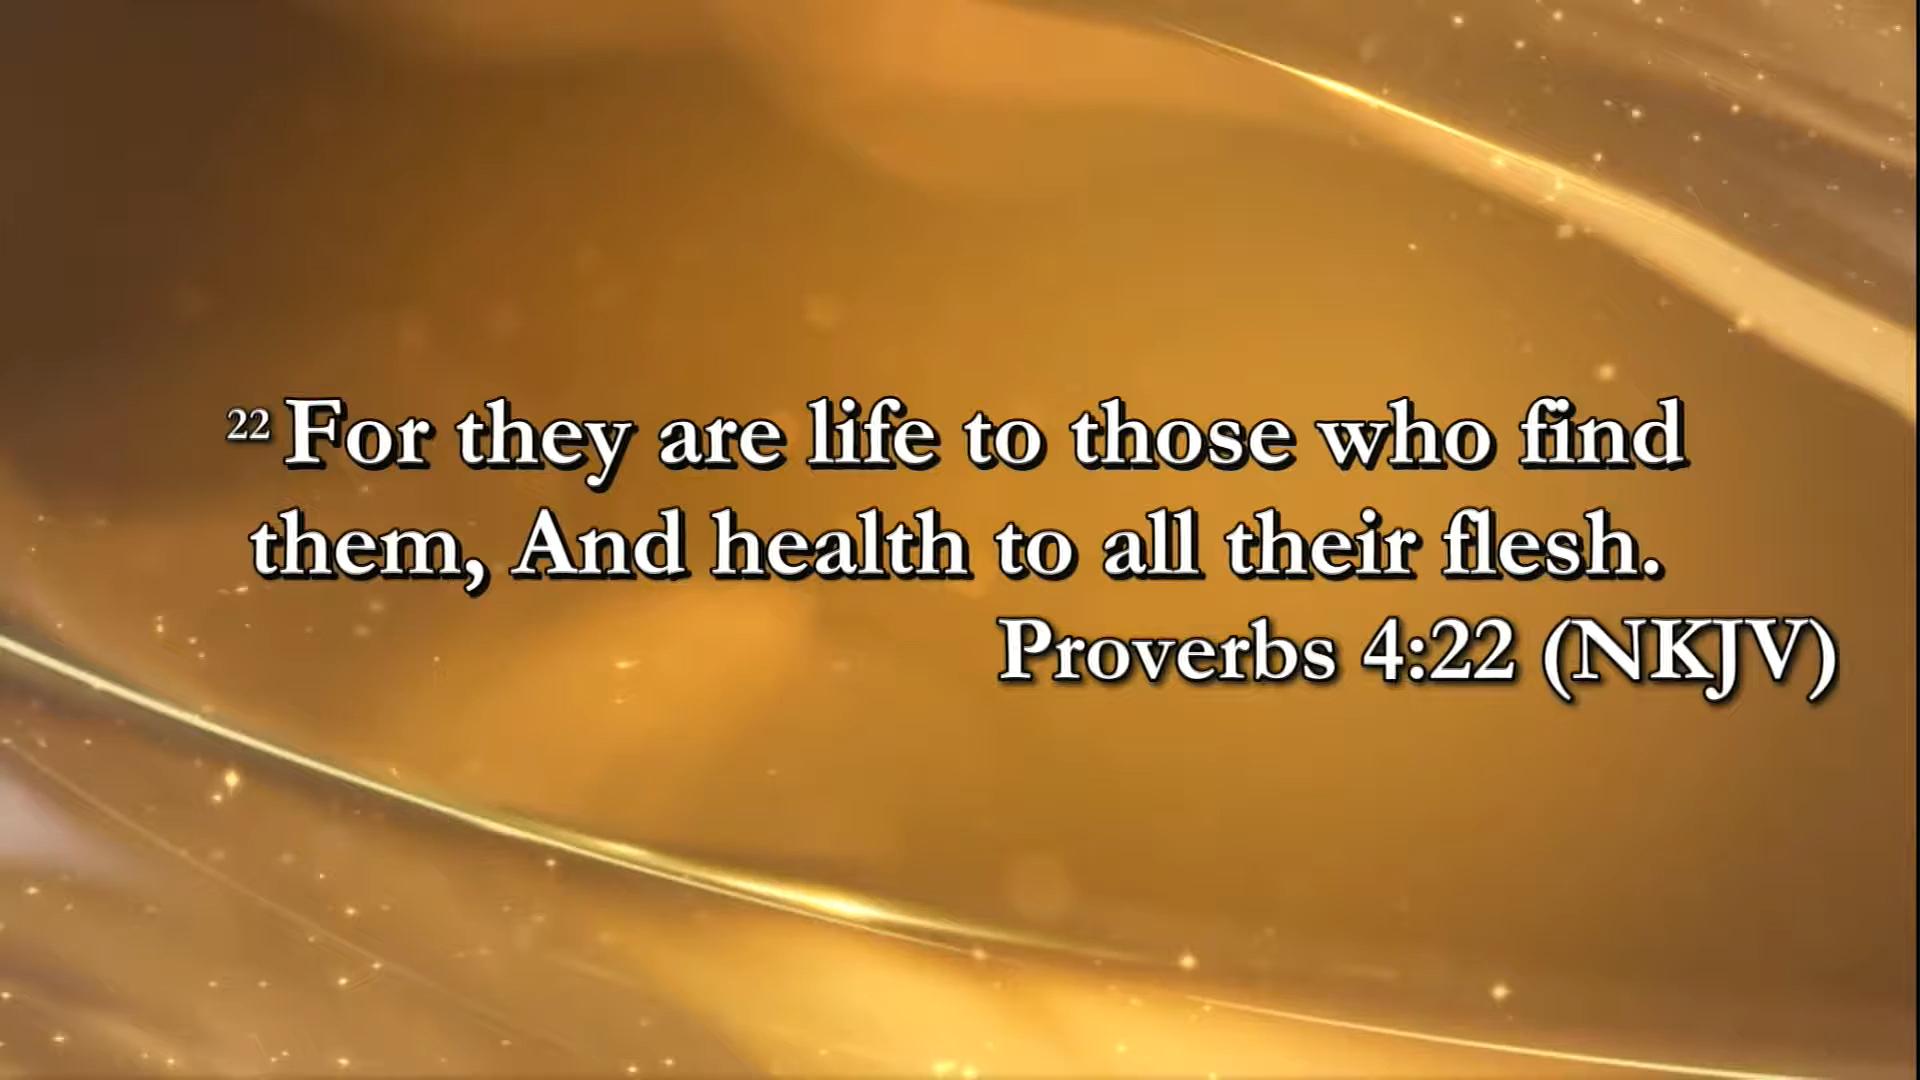 22 For they are life to those who find
them, And health to all their flesh.
Proverbs 4:22 (NKJV)